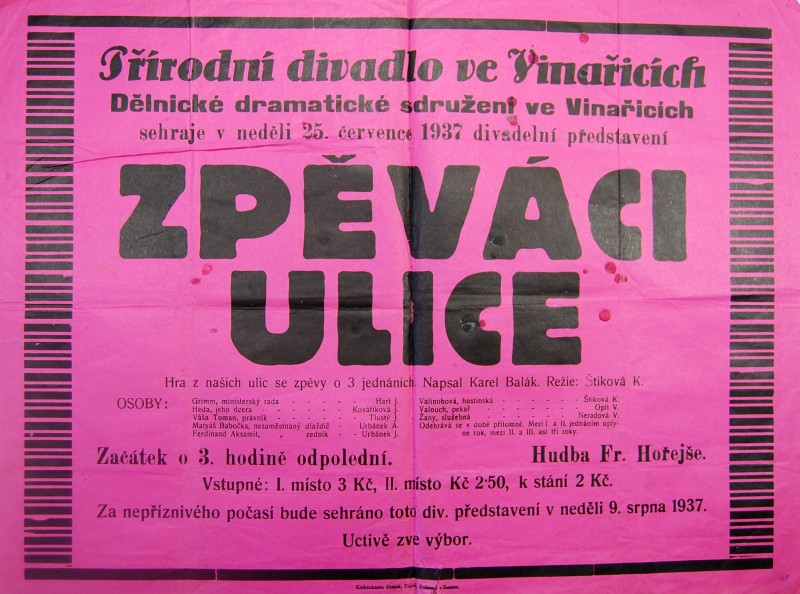 Přírodní divadlo ve Vinařicích
Dělnické dramatické sdružení ve Vinařicích
sehraje v neděli 25. července 1937 divadelní představení
ZPĚVÁCI
ULICE
Hra z našich ulic se zpěvy o 3 jednáních. Napsal Karel Balák. Režie: Štiková K.
OSOBY:
Grimm, ministerský rada - - - - - Hart J.
Heda, jeho dcera - - - - - Kovářiková J.
Váša Toman, právník - - - - - Tlustý J.
Matyáš Babočka, nezaměstnaný dlaždič - Urbánek A.
Ferdinand Aksamit, „ zedník - - Urbánek J.
Valinohová, hostinská - - - - - Štiková K.
Valouch, pekař - - - - - Opit V.
Žany, služebná - - - - - Neradová V.
Odehrává se v době přítomné. Mezi I. a II. jednáním uply-
ne rok, mezi II. a III. asi tři roky.
Začátek o 3. hodině odpolední. Hudba Fr. Hořejše.
Vstupné: I. místo 3 Kč, II. místo Kč 2·50, k stání 2 Kč.
Za nepříznivého počasí bude sehráno toto div. představení v neděli 9. srpna 1937.
Uctivě zve výbor.
Knihtiskárna